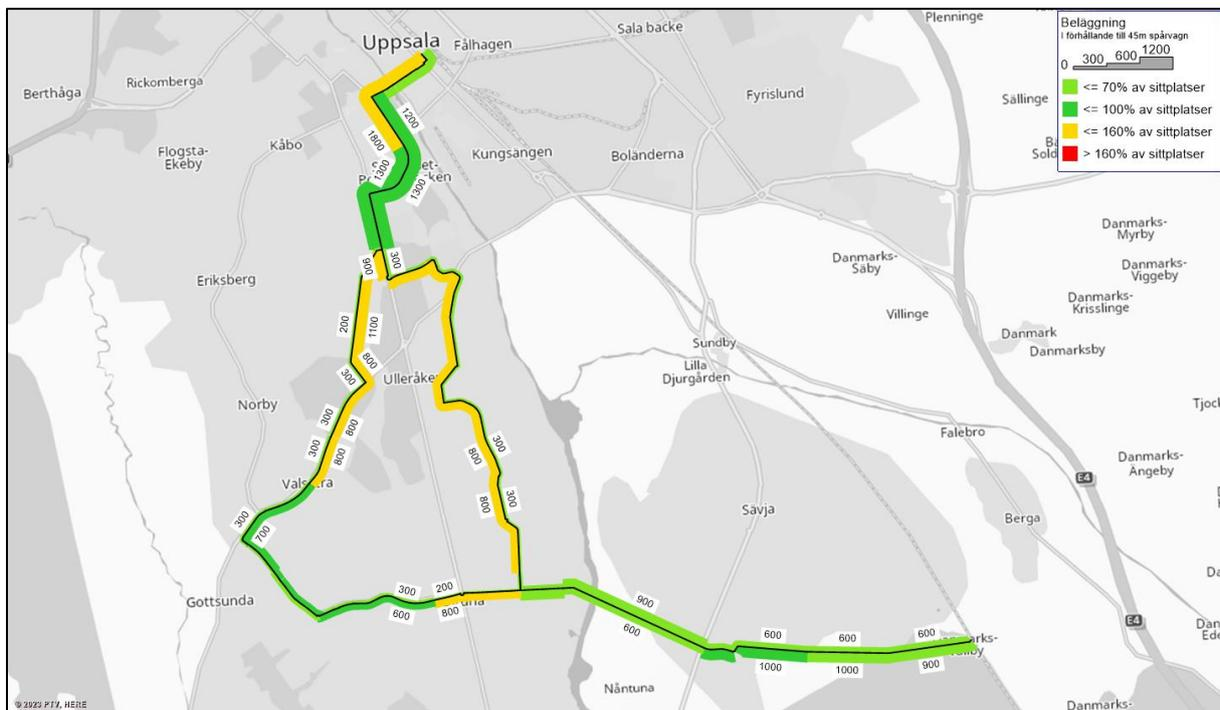 Beläggning
I förhållande till 45m spårvagn
0 300 600 1200
<= 70% av sittplatser
<= 100% av sittplatser
<= 160% av sittplatser
> 160% av sittplatser
Plenninge
Sala backe
Uppsala
Fålhagen
Rickomberga
Berthåga
Fyrislund
Sällinge
1200
1800
Flogsta-
Ekeby
Kåbo
Kungsängen
Boländerna
1300
1300
Danmarks-
Myrby
Eriksberg
900
300
Danmarks-
Säby
Danmarks-
Viggeby
Danmarks-
Krisslinge
Villinge
200
1100
Danmark
Danmarksby
Sundby
Lilla
Djurgården
800
300
Norby
300
800
300
800
300
800
Falebro
Danmarks-
Ängeby
E4
300
800
Sävja
Berga
300
700
Gottsunda
300
200
600
800
900
600
600
600
600
1000
1000
900
E4
Nåntuna
Danmarks-
© 2023 PTV, HERE